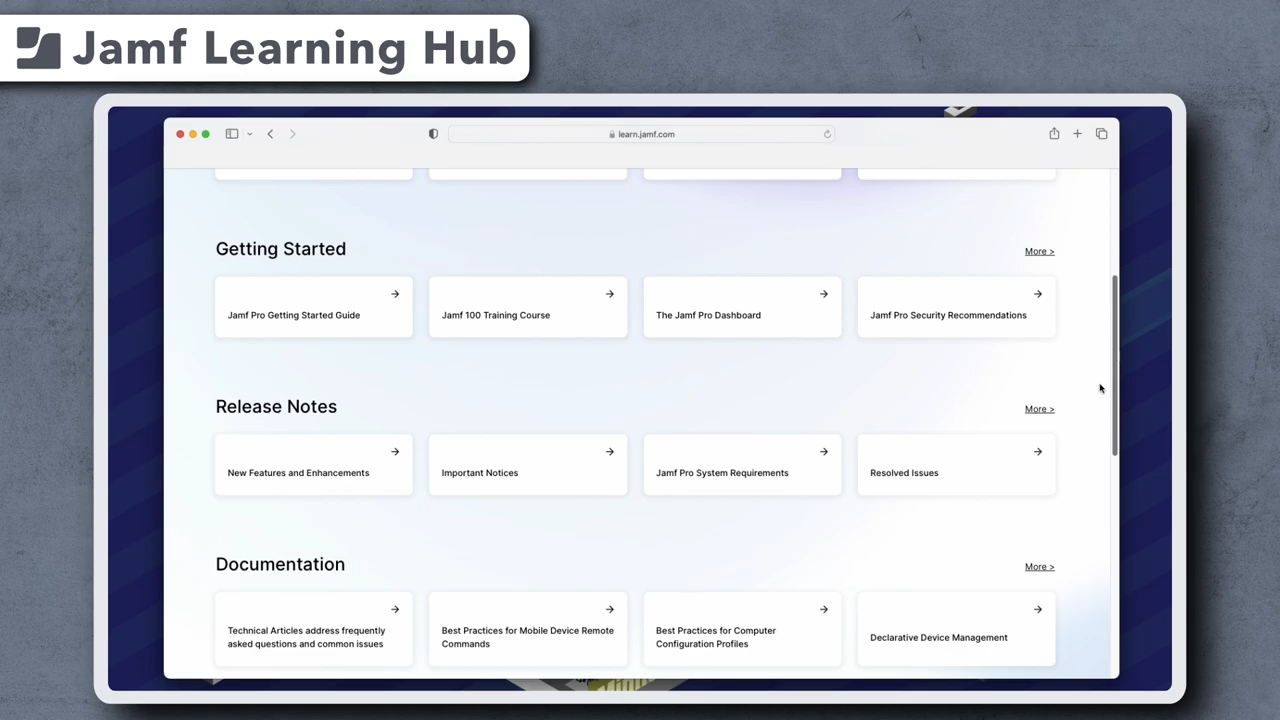 Jamf Learning Hub
learn.jamf.com
Getting Started
More >
Jamf Pro Getting Started Guide
Jamf 100 Training Course
The Jamf Pro Dashboard
Jamf Pro Security Recommendations
Release Notes
More >
New Features and Enhancements
Important Notices
Jamf Pro System Requirements
Resolved Issues
Documentation
More >
Technical Articles address frequently
asked questions and common issues
Best Practices for Mobile Device Remote
Commands
Best Practices for Computer
Configuration Profiles
Declarative Device Management